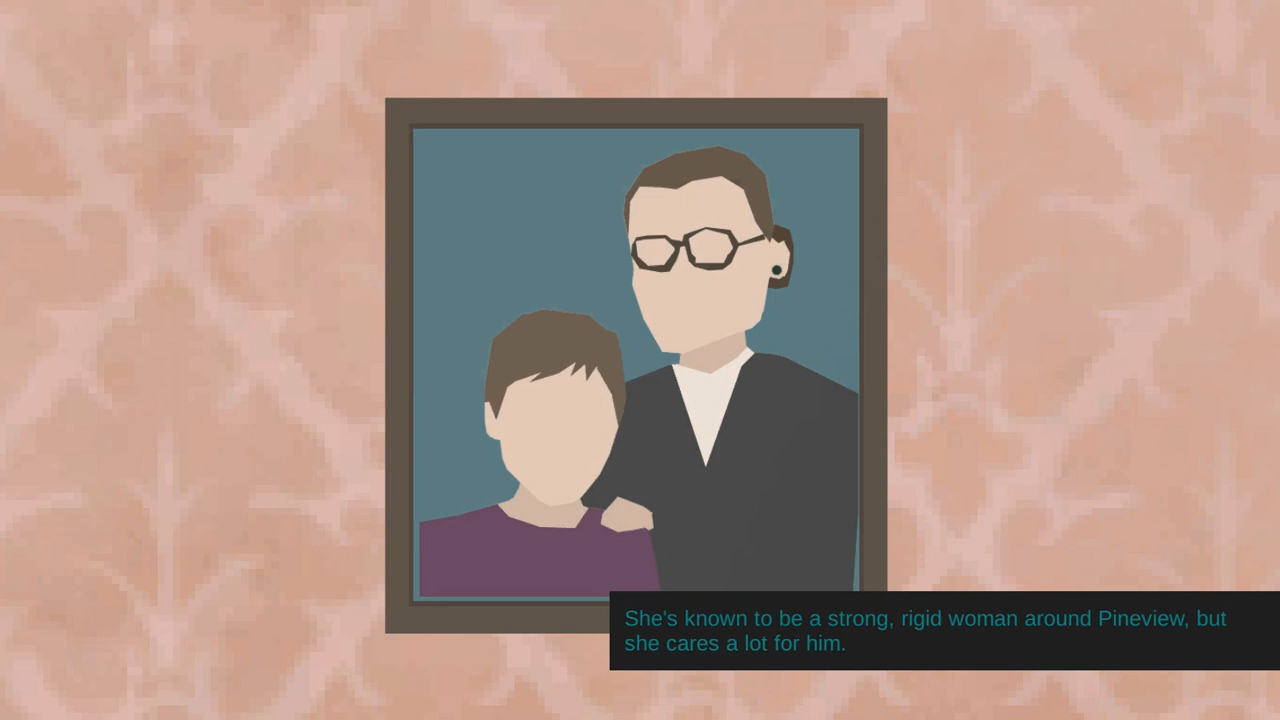 She's known to be a strong, rigid woman around Pineview, but
she cares a lot for him.